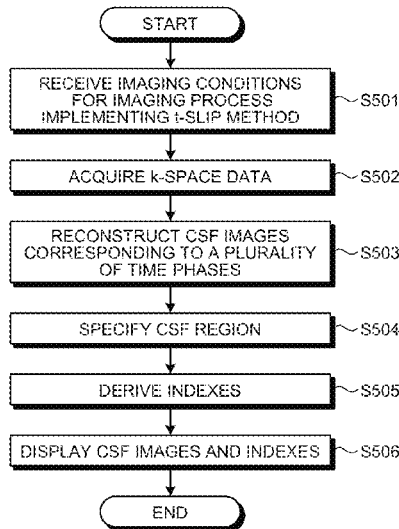 START
RECEIVE IMAGING CONDITIONS
FOR IMAGING PROCESS
IMPLEMENTING t-SLIP METHOD
S501
ACQUIRE k-SPACE DATA
S502
RECONSTRUCT CSF IMAGES
CORRESPONDING TO A PLURALITY
OF TIME PHASES
S503
SPECIFY CSF REGION
S504
DERIVE INDEXES
S505
DISPLAY CSF IMAGES AND INDEXES
S506
END